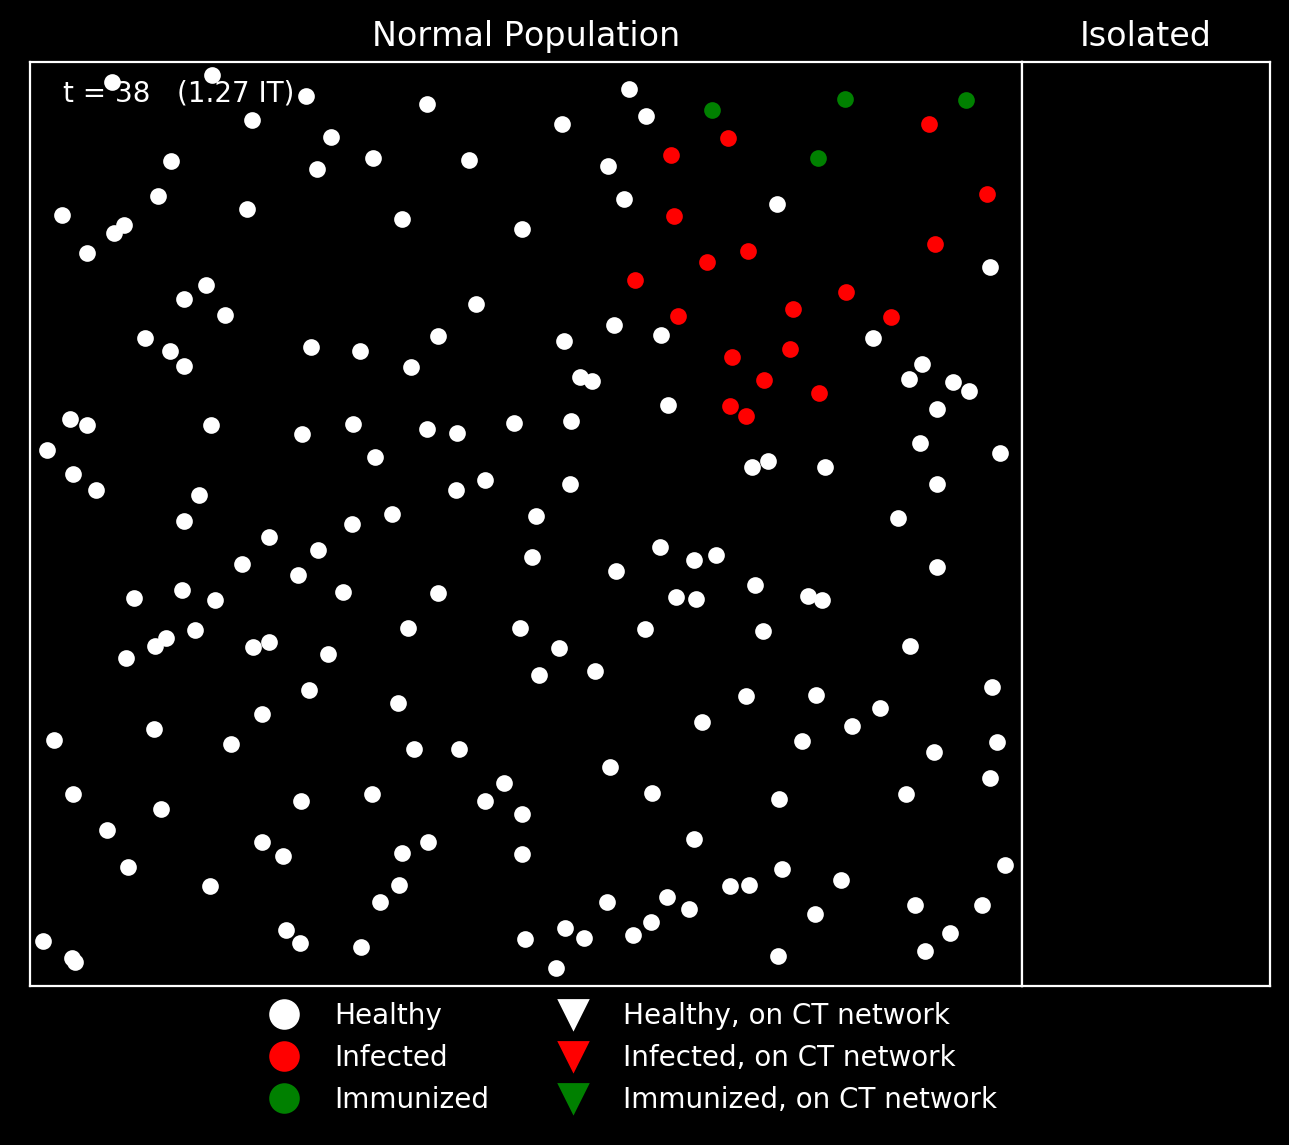 Normal Population
Isolated
t = 38   (1.27 IT)
Healthy
Healthy, on CT network
Infected
Infected, on CT network
Immunized
Immunized, on CT network